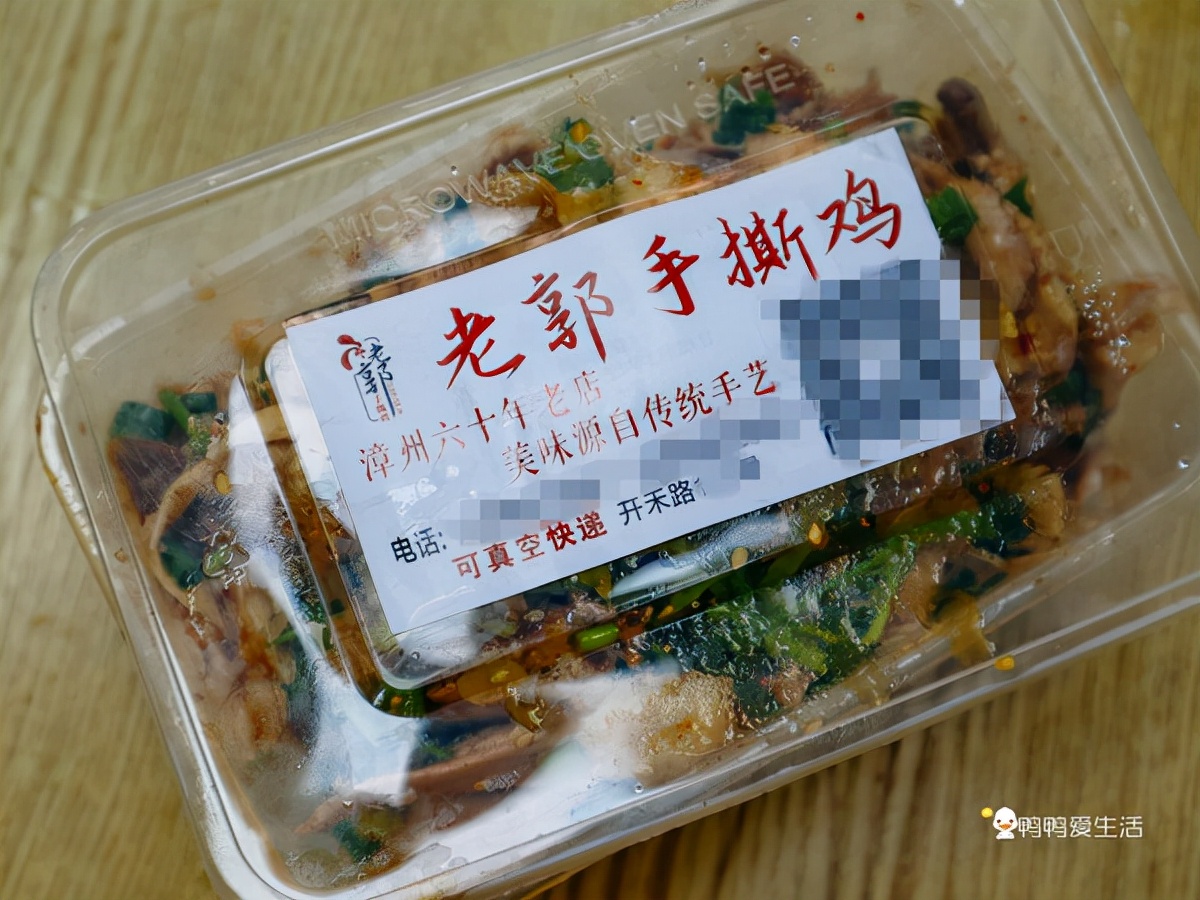 MICROWAVE OVEN SAFE
老郭手撕鸡
老郭
漳州六十年老店
美味源自传统手艺
电话:
开禾路
可真空快递
鸭鸭爱生活